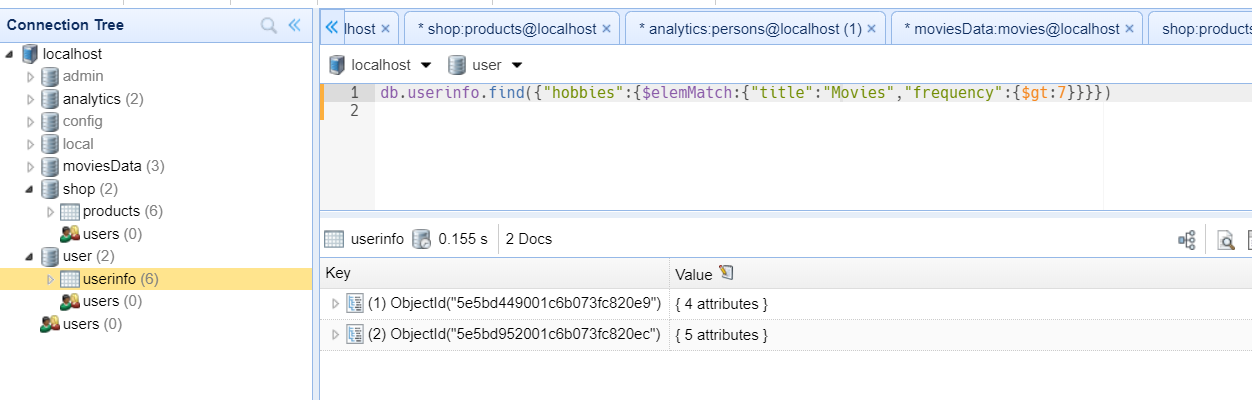 Connection Tree
localhost
admin
analytics (2)
config
local
moviesData (3)
shop (2)
products (6)
users (0)
user (2)
userinfo (6)
users (0)
users (0)
lhost × * shop:products@localhost × * analytics:persons@localhost (1) × * moviesData:movies@localhost × shop:products
localhost user
1 db.userinfo.find({"hobbies":{$elemMatch:{"title":"Movies","frequency":{$gt:7}}}})
2
userinfo 0.155 s 2 Docs
Key Value
(1) ObjectId("5e5bd449001c6b073fc820e9") { 4 attributes }
(2) ObjectId("5e5bd952001c6b073fc820ec") { 5 attributes }